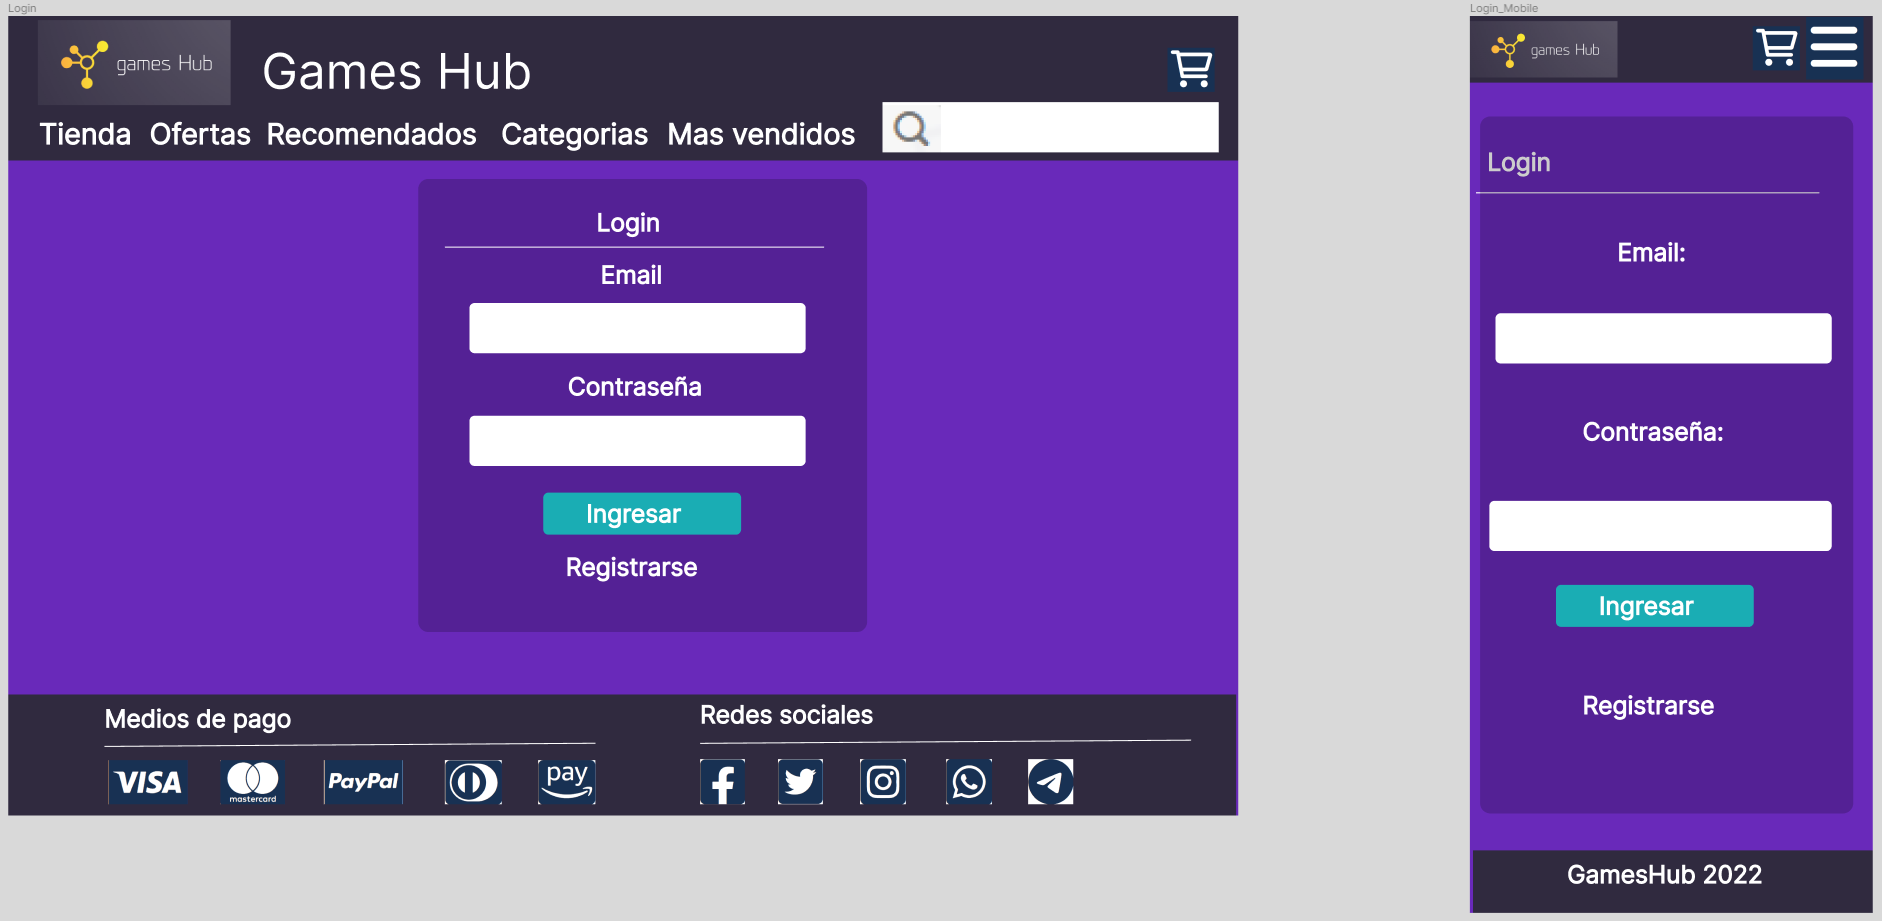 Login
games Hub
Games Hub
Tienda Ofertas Recomendados Categorias Mas vendidos
Login
Email
Contraseña
Ingresar
Registrarse
Medios de pago
VISA
mastercard
PayPal
pay
Redes sociales
Login_Mobile
games Hub
Login
Email:
Contraseña:
Ingresar
Registrarse
GamesHub 2022